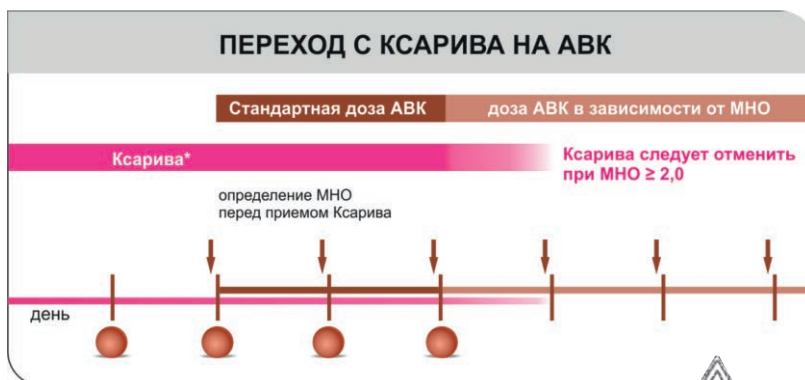 ПЕРЕХОД С КСАРИВА НА АВК
Стандартная доза АВК
доза АВК в зависимости от МНО
Ксарива*
Ксарива следует отменить
при МНО ≥ 2,0
определение МНО
перед приемом Ксарива
день